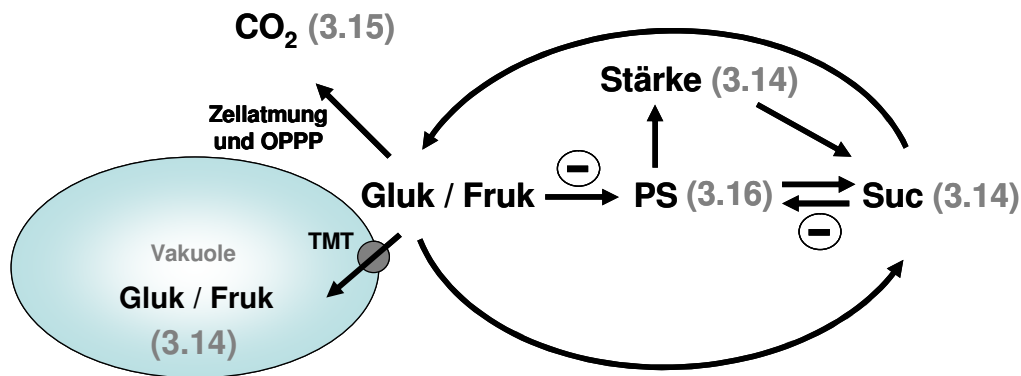 CO₂ (3.15)
Stärke (3.14)
Zellatmung
und OPPP
Gluk / Fruk
−
PS (3.16)
−
Suc (3.14)
TMT
Vakuole
Gluk / Fruk
(3.14)